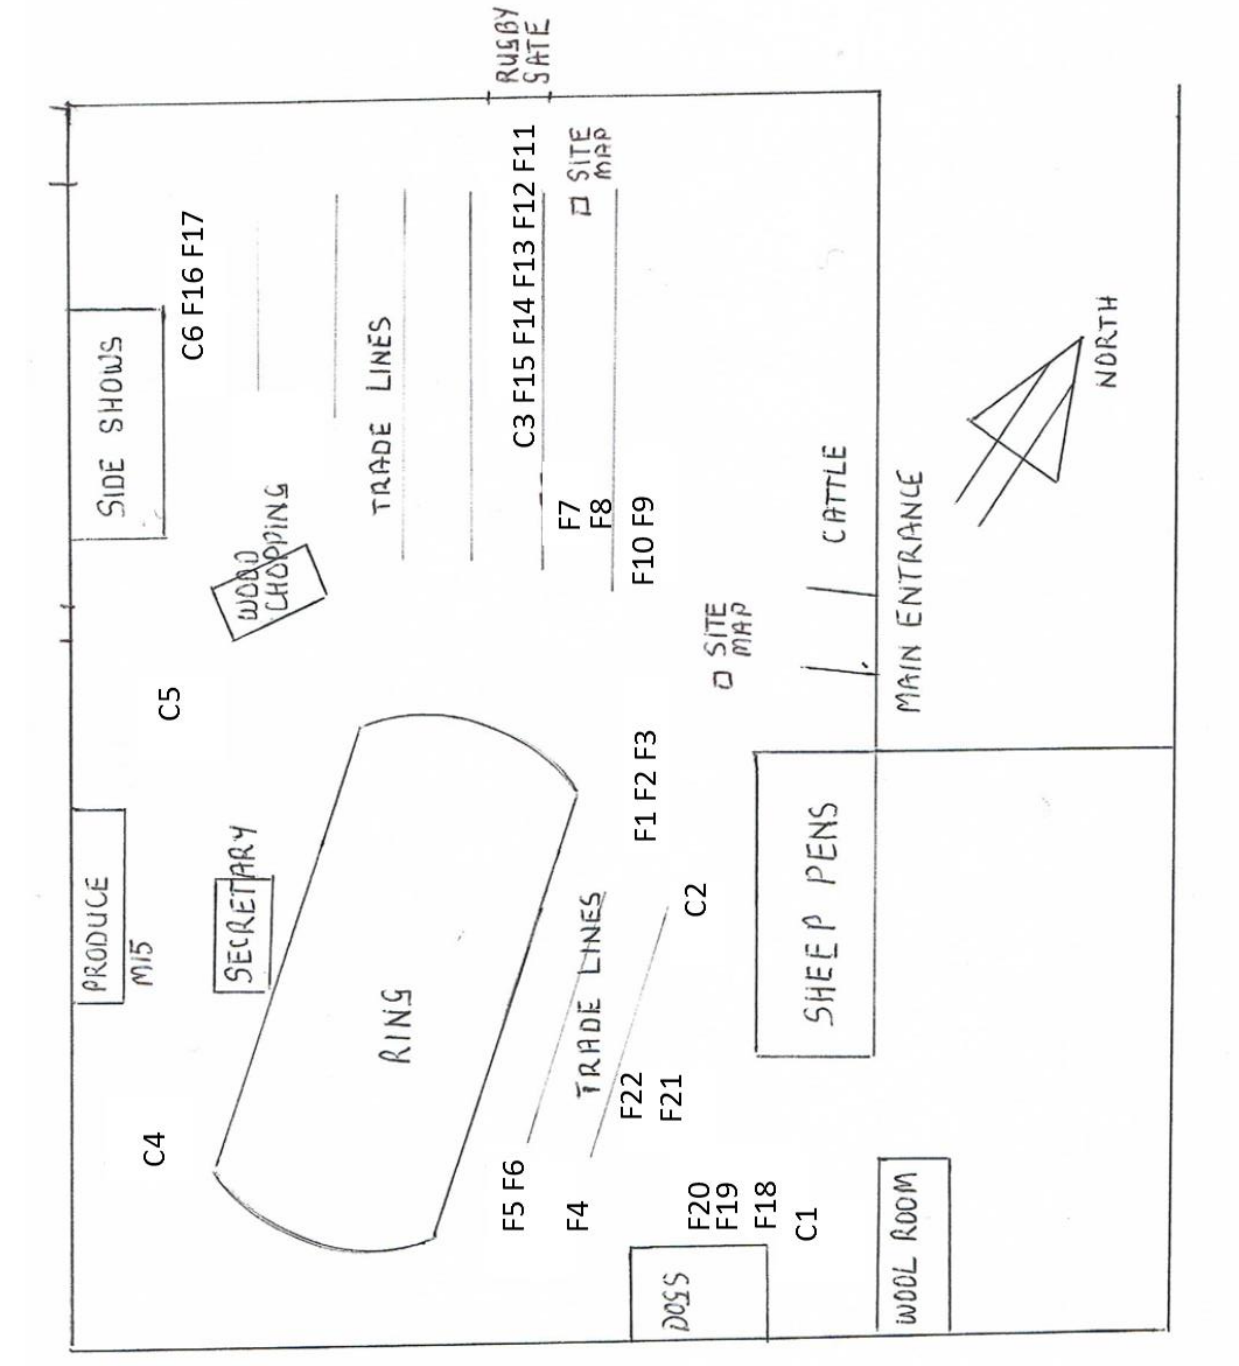 RUGBY
GATE
SITE
MAP
C6 F16 F17
SIDE SHOWS
TRADE LINES
C3 F15 F14 F13 F12 F11
WOOD
CHOPPING
F7
F8
F10 F9
CATTLE
NORTH
MAIN ENTRANCE
SITE
MAP
C5
F1 F2 F3
PRODUCE
M15
SECRETARY
RING
TRADE LINES
C2
SHEEP PENS
C4
F22
F21
F5 F6
F4
F20
F19
F18
C1
DOGS
WOOL ROOM